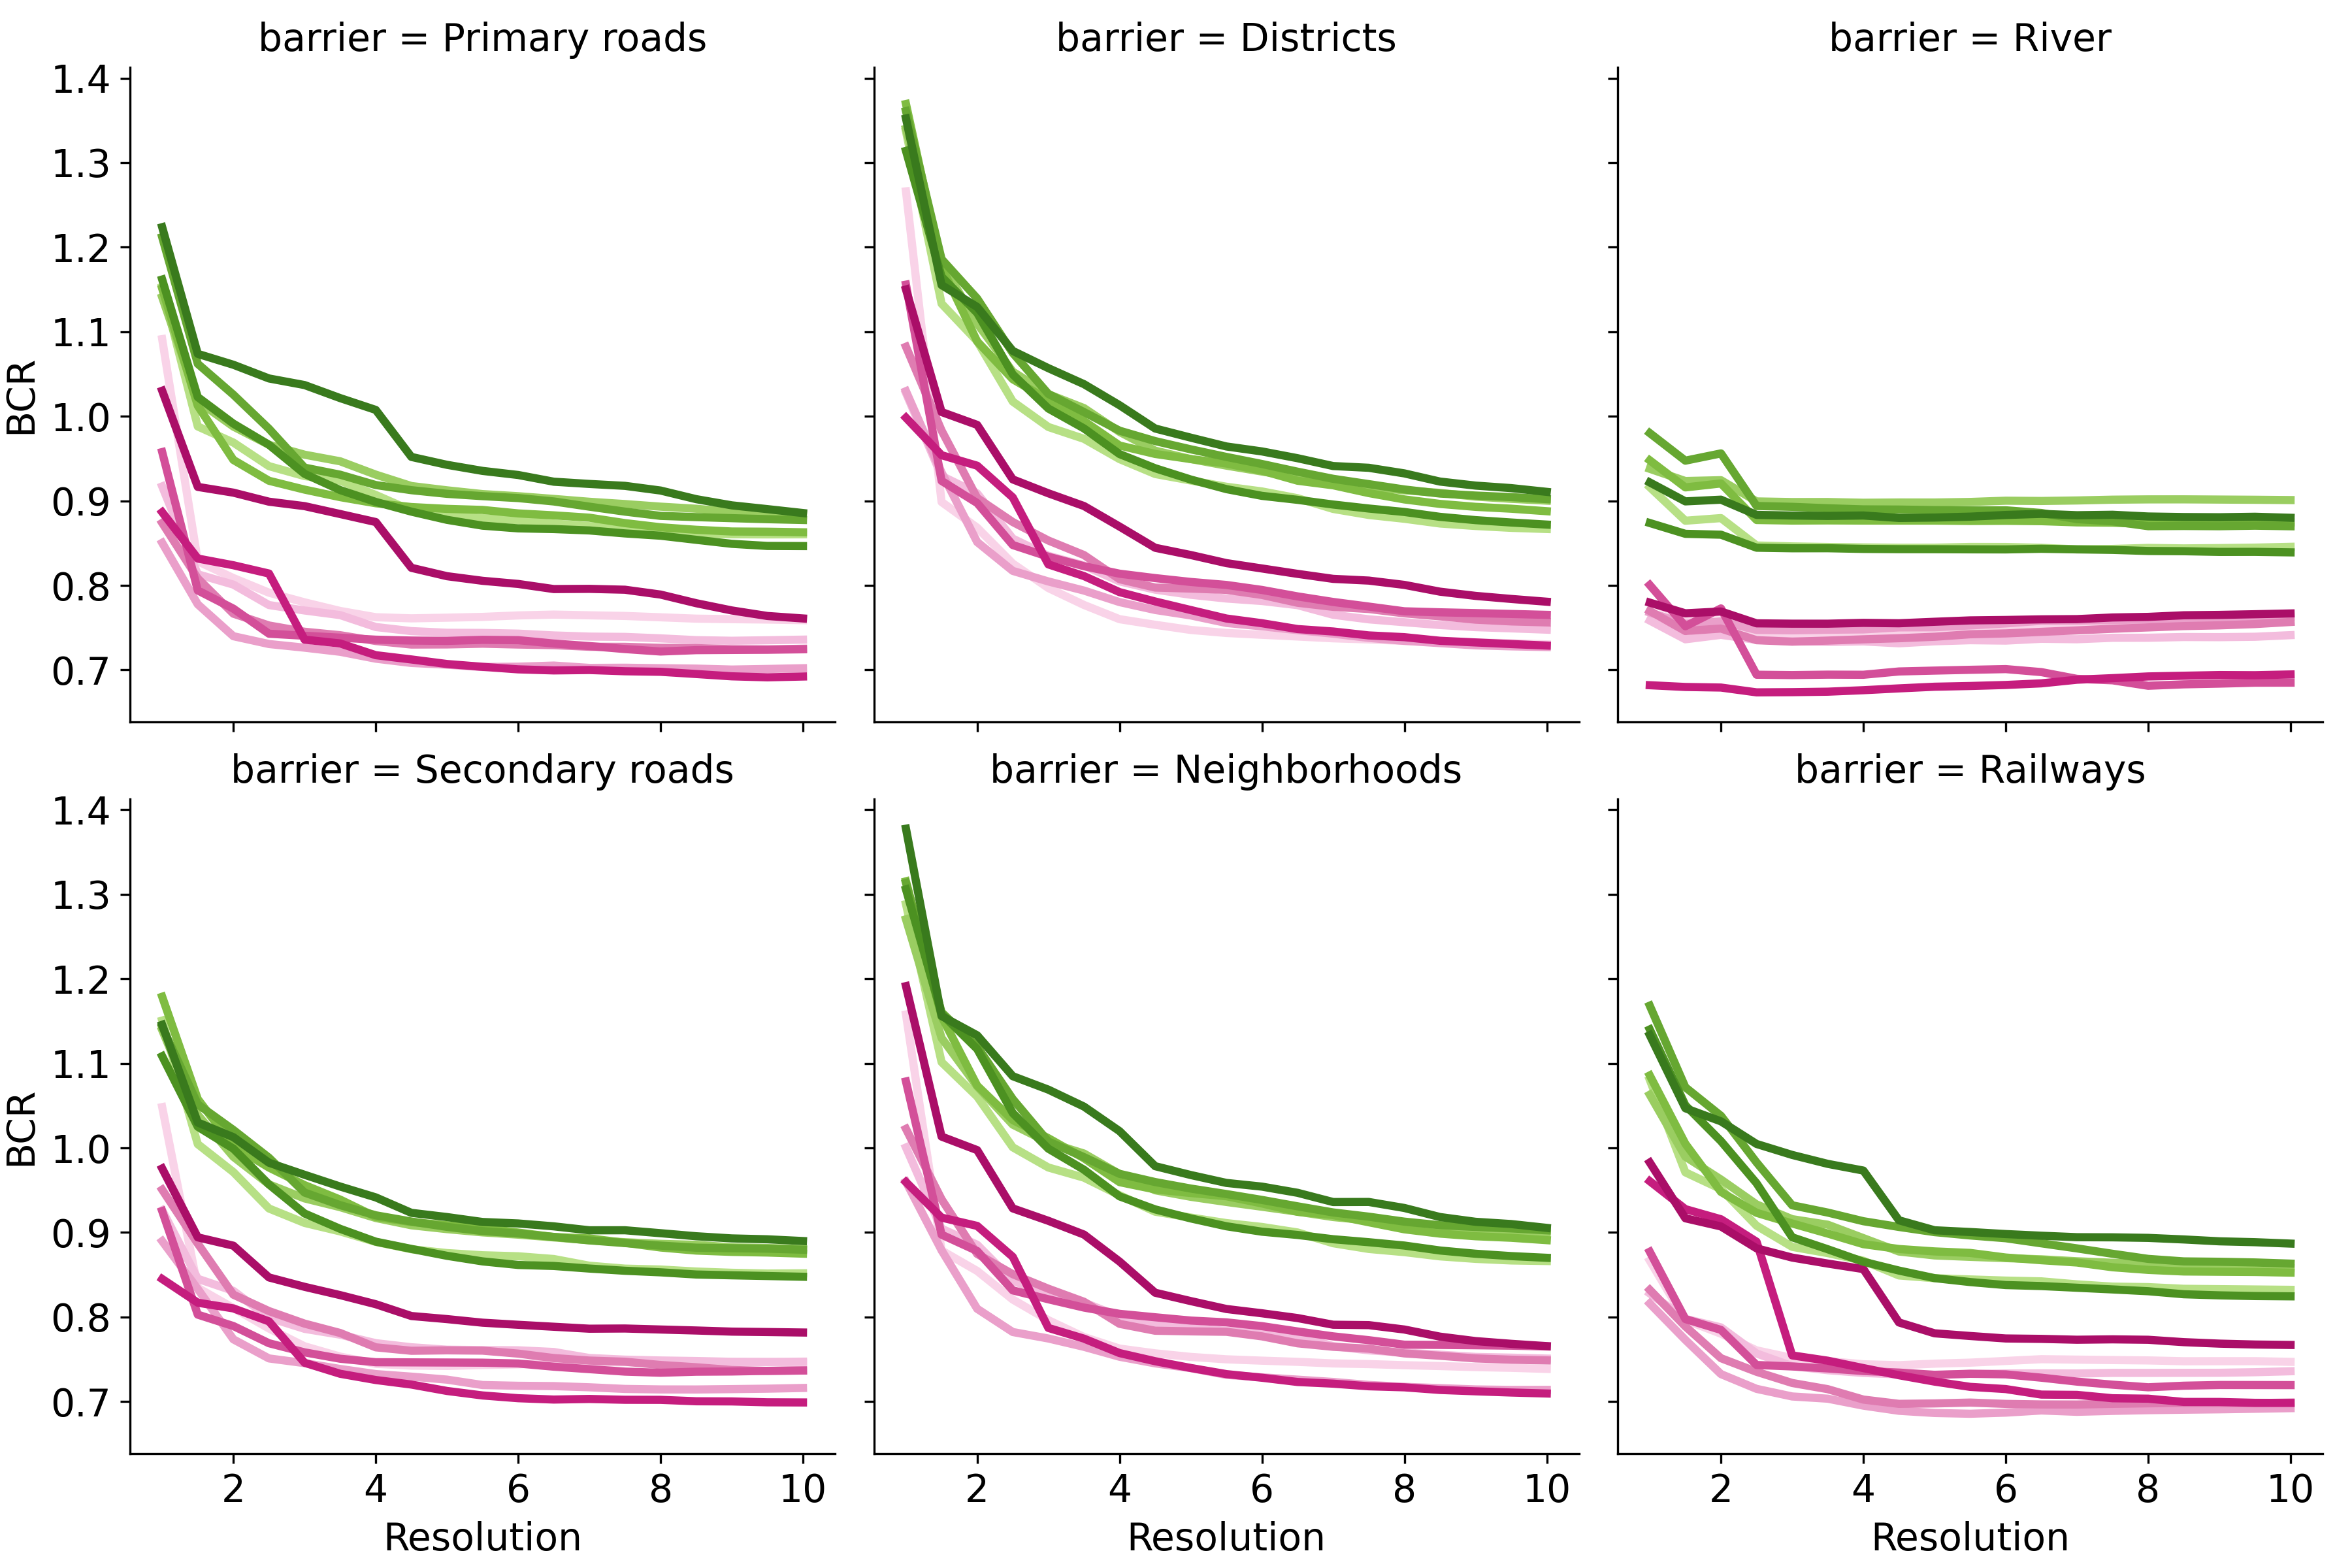 barrier = Primary roads
barrier = Districts
barrier = River
1.4
1.3
1.2
1.1
1.0
0.9
0.8
0.7
BCR
barrier = Secondary roads
barrier = Neighborhoods
barrier = Railways
1.4
1.3
1.2
1.1
1.0
0.9
0.8
0.7
BCR
2 4 6 8 10
2 4 6 8 10
2 4 6 8 10
Resolution
Resolution
Resolution